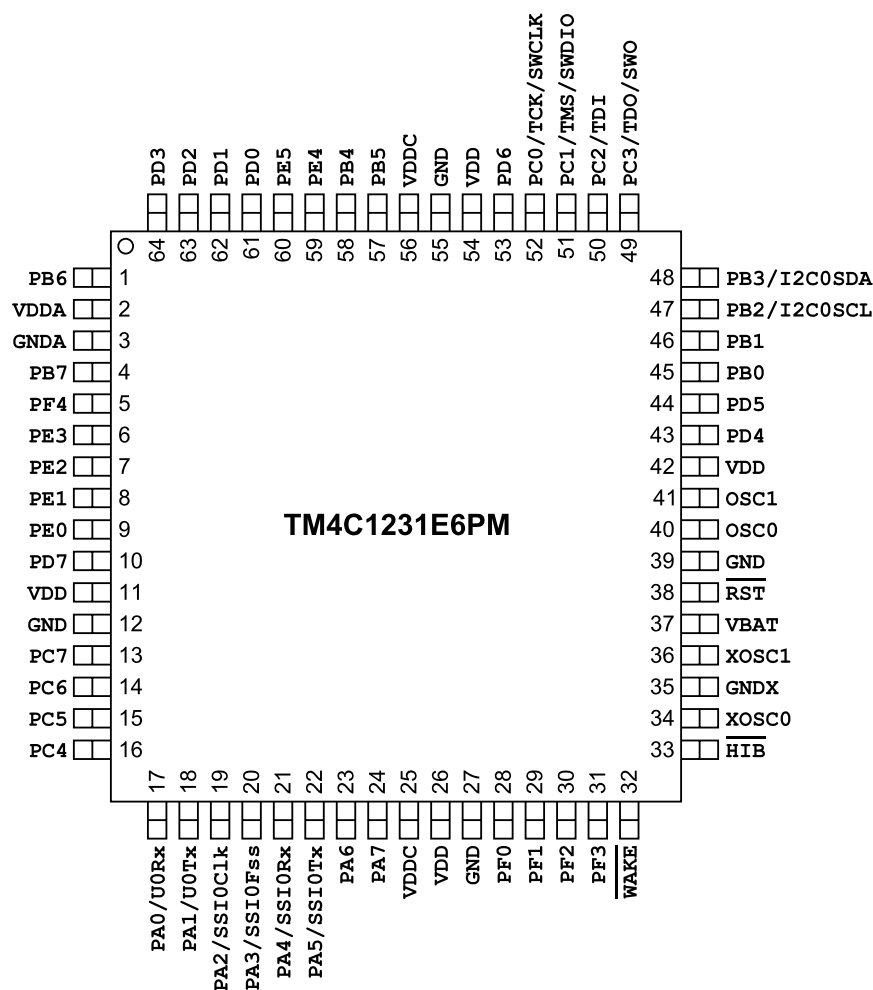 PC0/TCK/SWCLK
PC1/TMS/SWDIO
PC2/TDI
PC3/TDO/SWO
PD3
PD2
PD1
PD0
PE5
PE4
PB4
PB5
VDDC
GND
VDD
PD6
64
63
62
61
60
59
58
57
56
55
54
53
52
51
50
49
PB6 1
VDDA 2
GNDA 3
PB7 4
PF4 5
PE3 6
PE2 7
PE1 8
PE0 9
PD7 10
VDD 11
GND 12
PC7 13
PC6 14
PC5 15
PC4 16
TM4C1231E6PM
48 PB3/I2C0SDA
47 PB2/I2C0SCL
46 PB1
45 PB0
44 PD5
43 PD4
42 VDD
41 OSC1
40 OSC0
39 GND
38 RST
37 VBAT
36 XOSC1
35 GNDX
34 XOSC0
33 HIB
17
18
19
20
21
22
23
24
25
26
27
28
29
30
31
32
PA0/U0Rx
PA1/U0Tx
PA2/SSI0Clk
PA3/SSI0Fss
PA4/SSI0Rx
PA5/SSI0Tx
PA6
PA7
VDDC
VDD
GND
PF0
PF1
PF2
PF3
WAKE